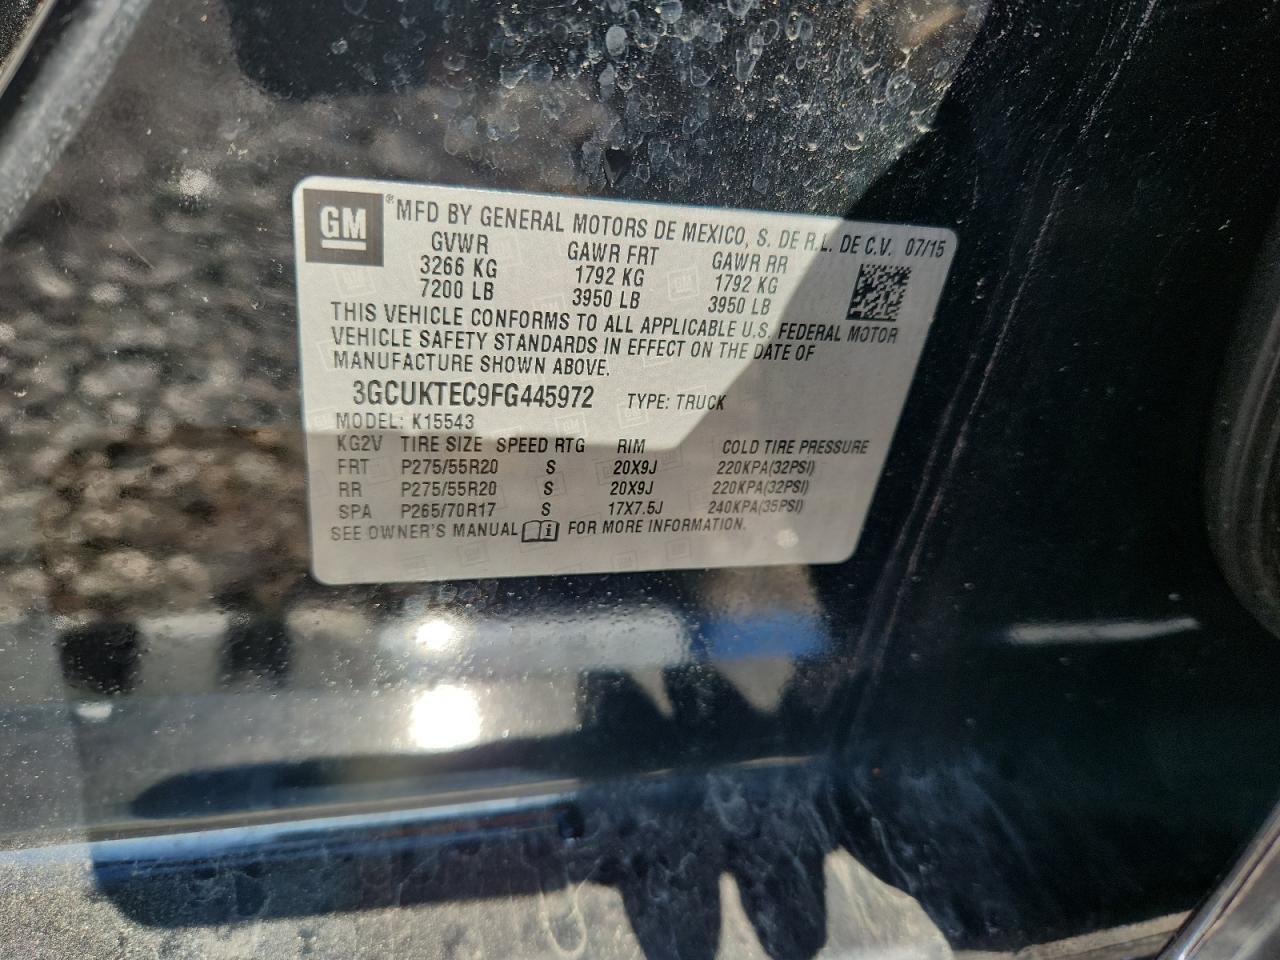 GM ® MFD BY GENERAL MOTORS DE MEXICO, S. DE R.L. DE C.V. 07/15
GVWR GAWR FRT GAWR RR
3266 KG 1792 KG 1792 KG
7200 LB 3950 LB 3950 LB
THIS VEHICLE CONFORMS TO ALL APPLICABLE U.S. FEDERAL MOTOR
VEHICLE SAFETY STANDARDS IN EFFECT ON THE DATE OF
MANUFACTURE SHOWN ABOVE.
3GCUKTEC9FG445972 TYPE: TRUCK
MODEL: K15543
KG2V TIRE SIZE SPEED RTG RIM COLD TIRE PRESSURE
FRT P275/55R20 S 20X9J 220KPA(32PSI)
RR P275/55R20 S 20X9J 220KPA(32PSI)
SPA P265/70R17 S 17X7.5J 240KPA(35PSI)
SEE OWNER'S MANUAL FOR MORE INFORMATION.